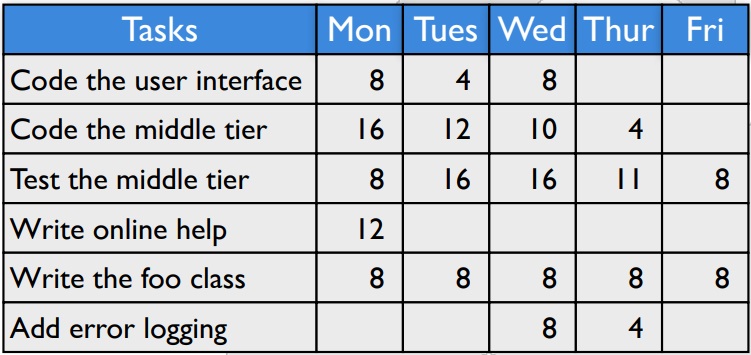 Tasks Mon Tues Wed Thur Fri
Code the user interface 8 4 8
Code the middle tier 16 12 10 4
Test the middle tier 8 16 16 11 8
Write online help 12
Write the foo class 8 8 8 8 8
Add error logging 8 4